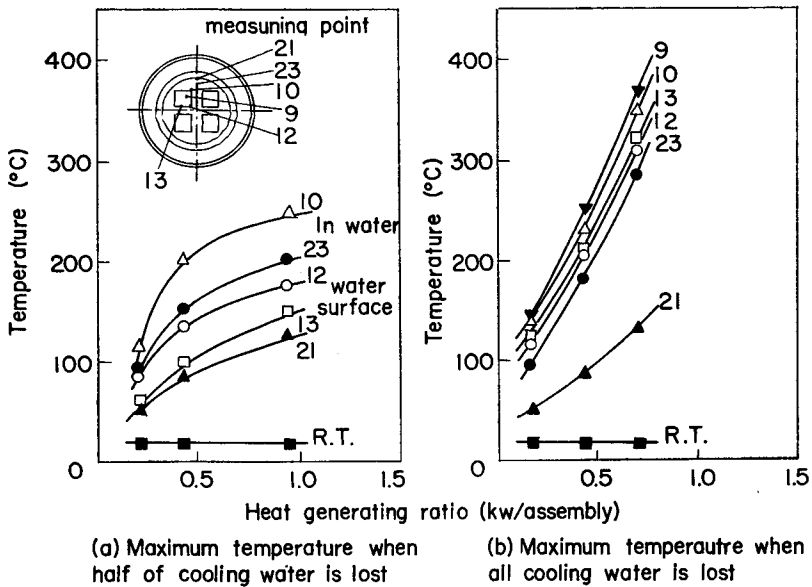 measuring point
21
23
10
9
12
13
400
300
200
100
0
Temperature (°C)
10
In water
23
12
water
surface
13
21
R.T.
0.5
1.0
1.5
400
300
200
100
0
Temperature (°C)
9
10
13
12
23
21
R.T.
0.5
1.0
1.5
Heat generating ratio (kw/assembly)
(a) Maximum temperature when
half of cooling water is lost
(b) Maximum temperautre when
all cooling water is lost